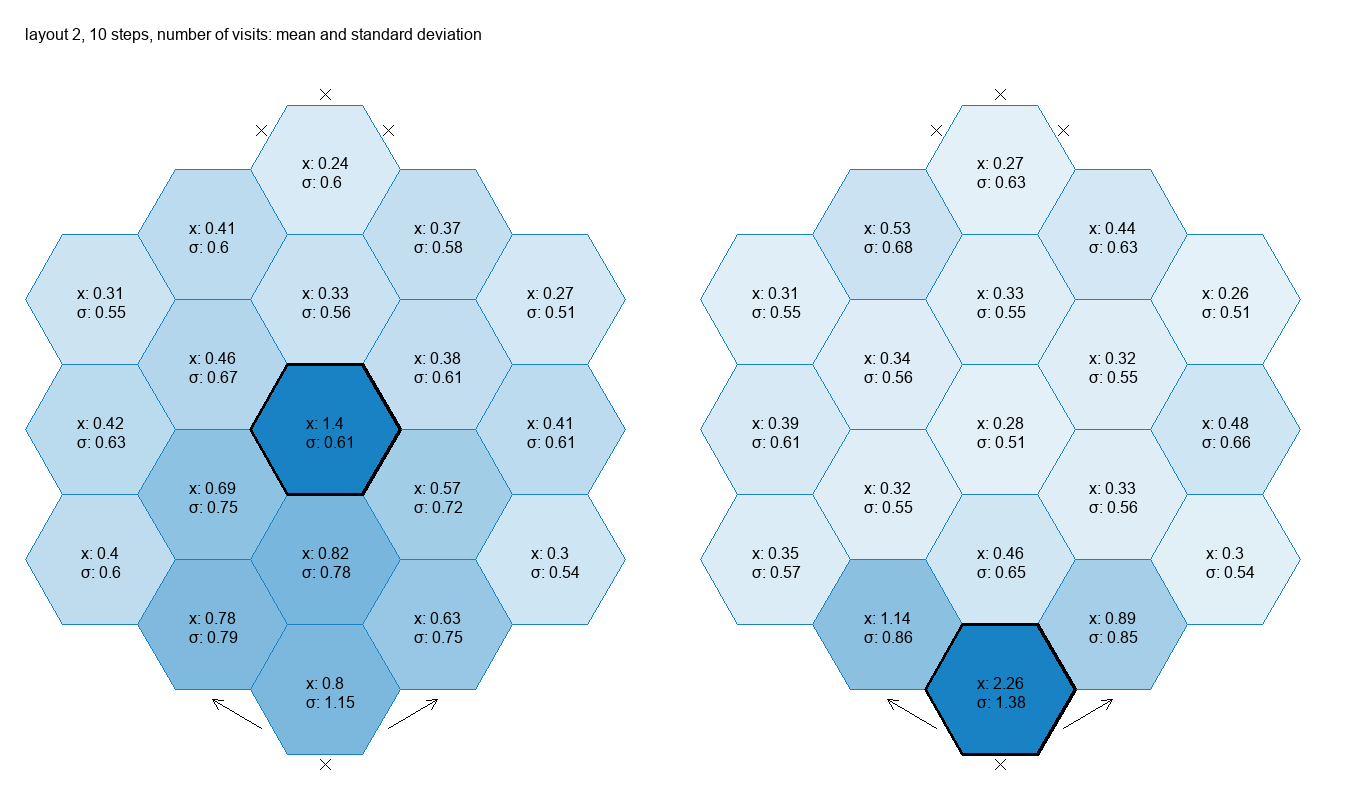 layout 2, 10 steps, number of visits: mean and standard deviation
x: 0.24
σ: 0.6
x: 0.41
σ: 0.6
x: 0.37
σ: 0.58
x: 0.31
σ: 0.55
x: 0.33
σ: 0.56
x: 0.27
σ: 0.51
x: 0.46
σ: 0.67
x: 0.38
σ: 0.61
x: 0.42
σ: 0.63
x: 1.4
σ: 0.61
x: 0.41
σ: 0.61
x: 0.69
σ: 0.75
x: 0.57
σ: 0.72
x: 0.4
σ: 0.6
x: 0.82
σ: 0.78
x: 0.3
σ: 0.54
x: 0.78
σ: 0.79
x: 0.63
σ: 0.75
x: 0.8
σ: 1.15
x: 0.27
σ: 0.63
x: 0.53
σ: 0.68
x: 0.44
σ: 0.63
x: 0.31
σ: 0.55
x: 0.33
σ: 0.55
x: 0.26
σ: 0.51
x: 0.34
σ: 0.56
x: 0.32
σ: 0.55
x: 0.39
σ: 0.61
x: 0.28
σ: 0.51
x: 0.48
σ: 0.66
x: 0.32
σ: 0.55
x: 0.33
σ: 0.56
x: 0.35
σ: 0.57
x: 0.46
σ: 0.65
x: 0.3
σ: 0.54
x: 1.14
σ: 0.86
x: 0.89
σ: 0.85
x: 2.26
σ: 1.38